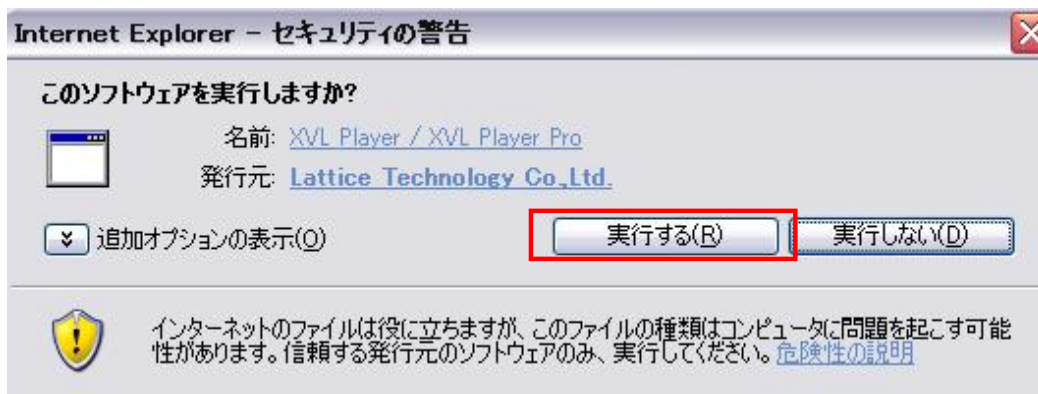 Internet Explorer - セキュリティの警告
このソフトウェアを実行しますか?
名前: XVL Player / XVL Player Pro
発行元: Lattice Technology Co.,Ltd.
追加オプションの表示(O) 実行する(R) 実行しない(D)
インターネットのファイルは役に立ちますが、このファイルの種類はコンピュータに問題を起こす可能
性があります。信頼する発行元のソフトウェアのみ、実行してください。危険性の説明